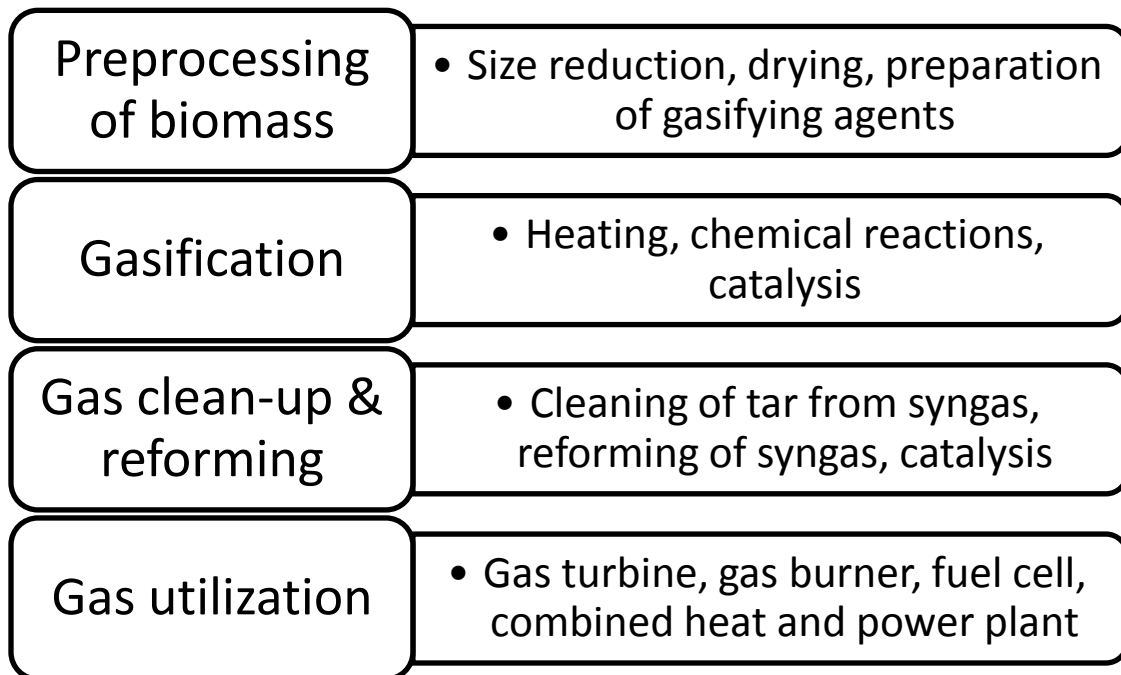 Preprocessing
of biomass
• Size reduction, drying, preparation
of gasifying agents
Gasification
• Heating, chemical reactions,
catalysis
Gas clean-up &
reforming
• Cleaning of tar from syngas,
reforming of syngas, catalysis
Gas utilization
• Gas turbine, gas burner, fuel cell,
combined heat and power plant